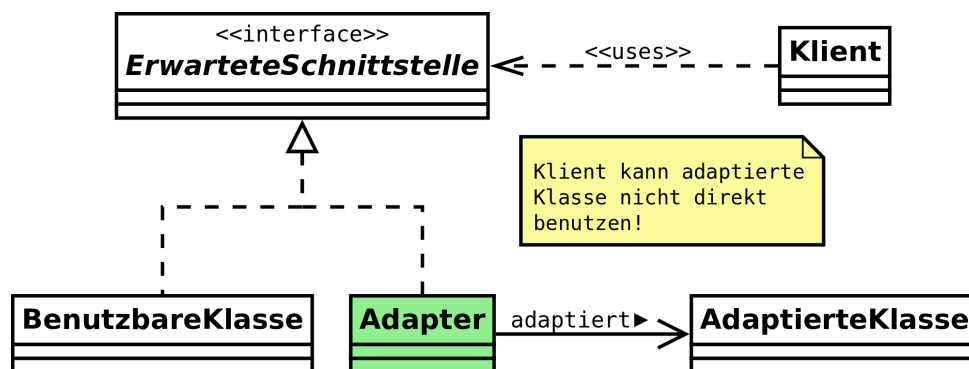 <<interface>>
ErwarteteSchnittstelle
<<uses>>
Klient
Klient kann adaptierte
Klasse nicht direkt
benutzen!
BenutzbareKlasse
Adapter
adaptiert▶
AdaptierteKlasse